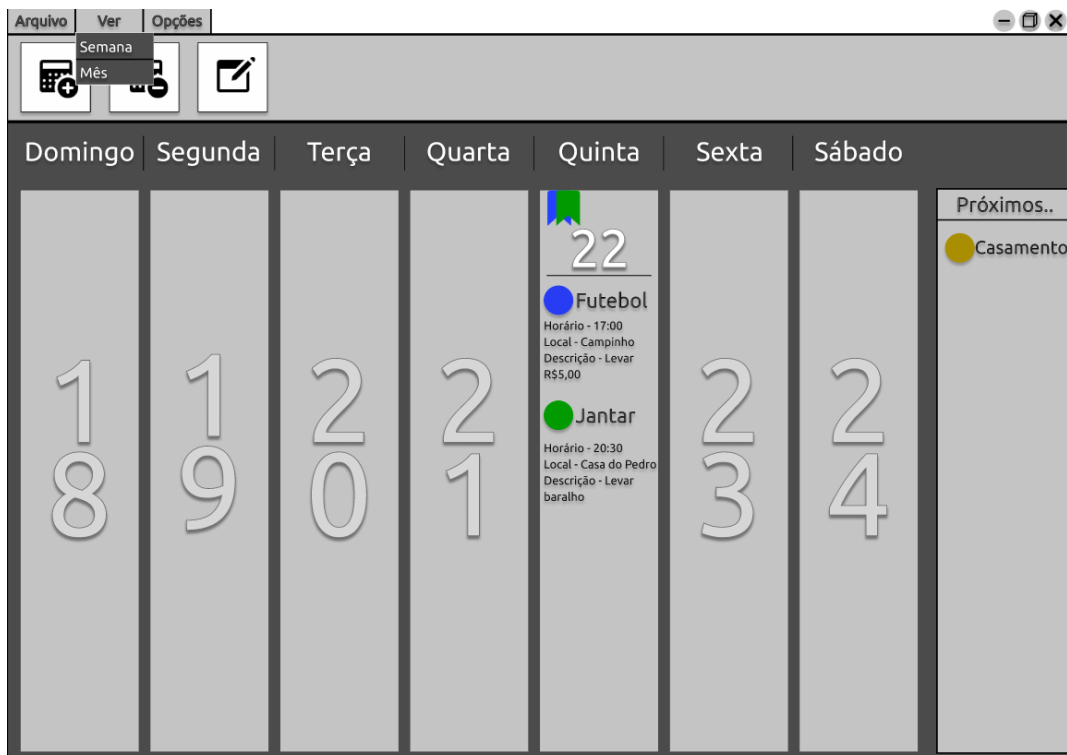 Arquivo Ver Opções
Semana
Mês
Domingo Segunda Terça Quarta Quinta Sexta Sábado
18
19
20
21
22
Futebol
Horário - 17:00
Local - Campinho
Descrição - Levar
R$5,00
Jantar
Horário - 20:30
Local - Casa do Pedro
Descrição - Levar
baralho
23
24
Próximos..
Casamento